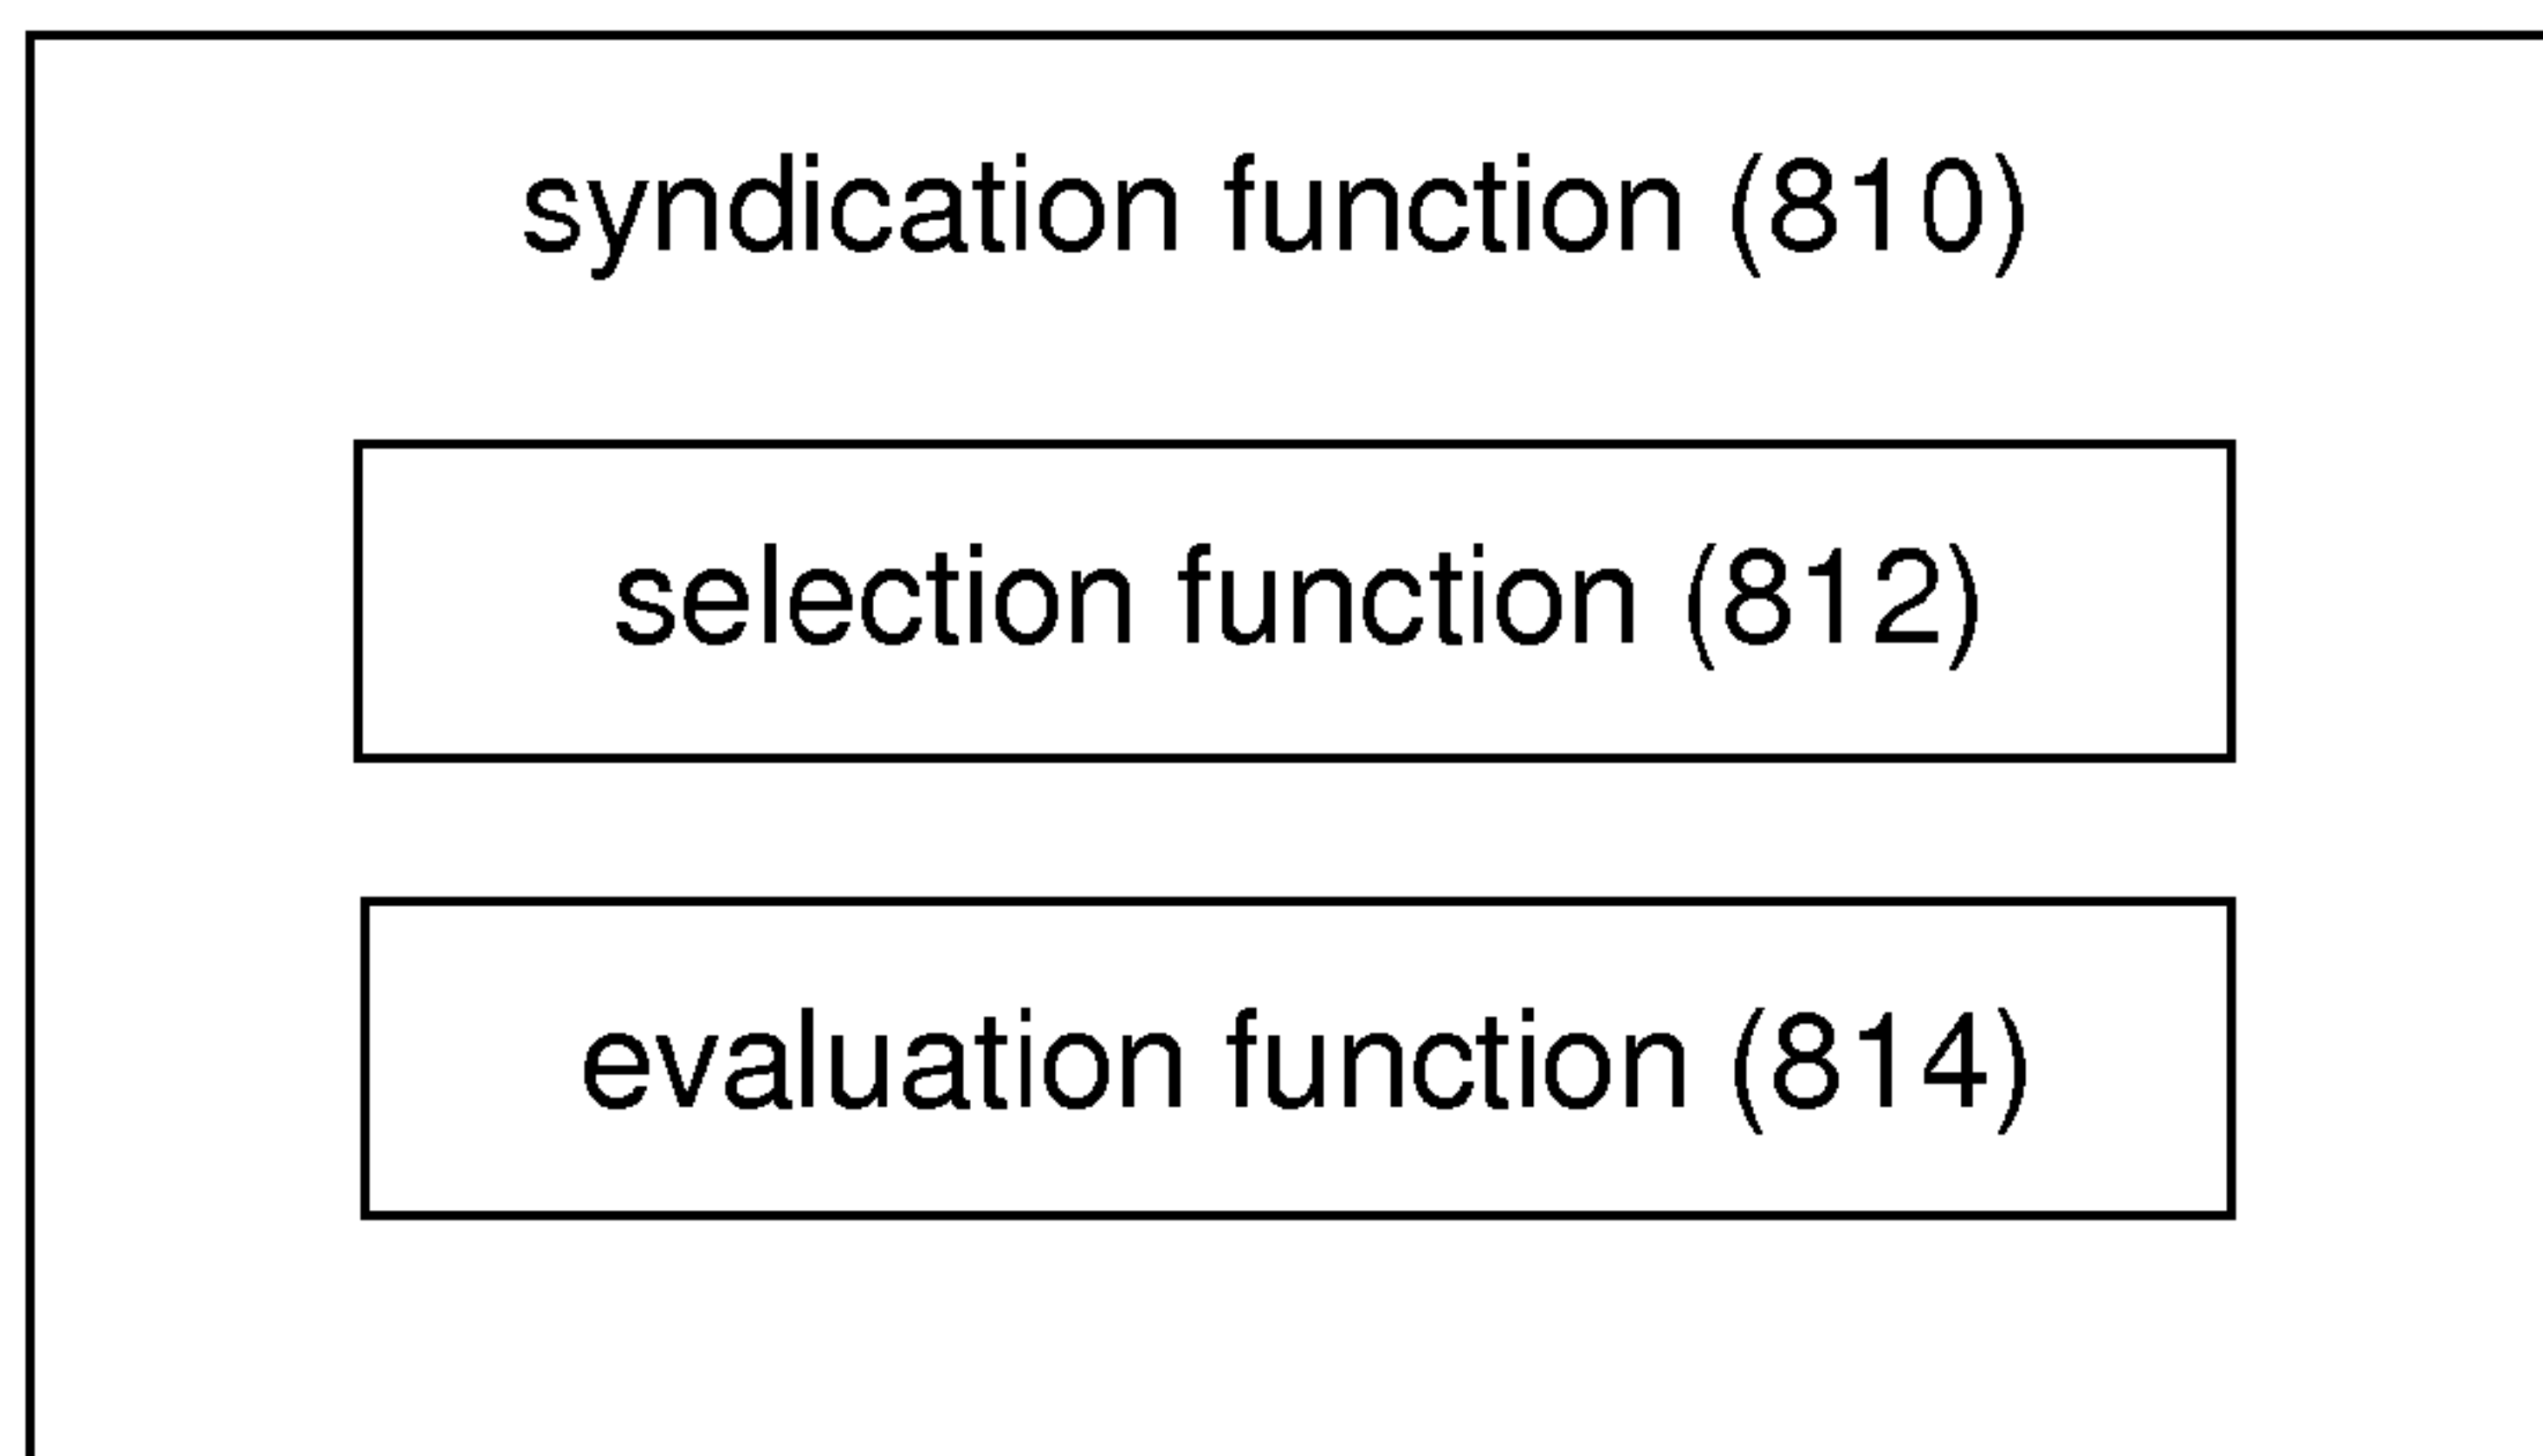 syndication function (810)
selection function (812)
evaluation function (814)